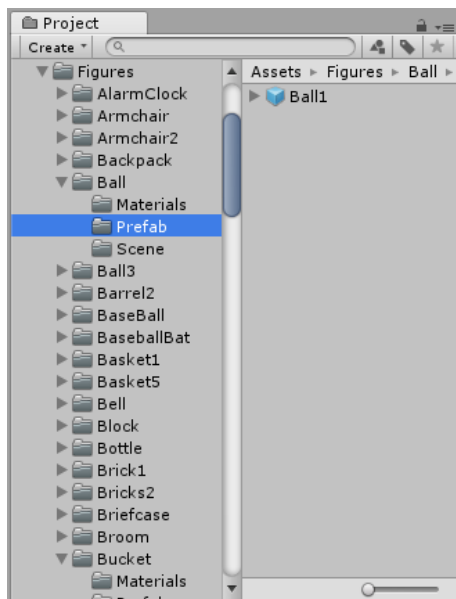 Project
Create
Figures
AlarmClock
Armchair
Armchair2
Backpack
Ball
Materials
Prefab
Scene
Ball3
Barrel2
BaseBall
BaseballBat
Basket1
Basket5
Bell
Block
Bottle
Brick1
Bricks2
Briefcase
Broom
Bucket
Materials
Assets Figures Ball
Ball1